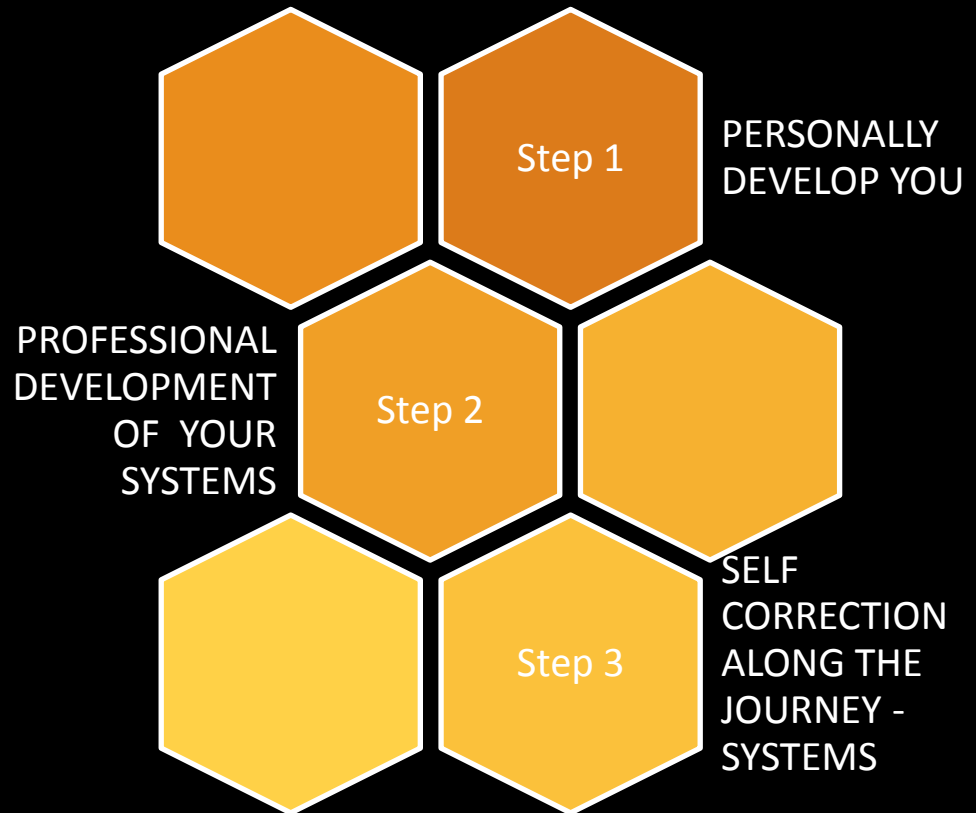 Step 1
PERSONALLY
DEVELOP YOU
PROFESSIONAL
DEVELOPMENT
OF YOUR
SYSTEMS
Step 2
Step 3
SELF
CORRECTION
ALONG THE
JOURNEY -
SYSTEMS